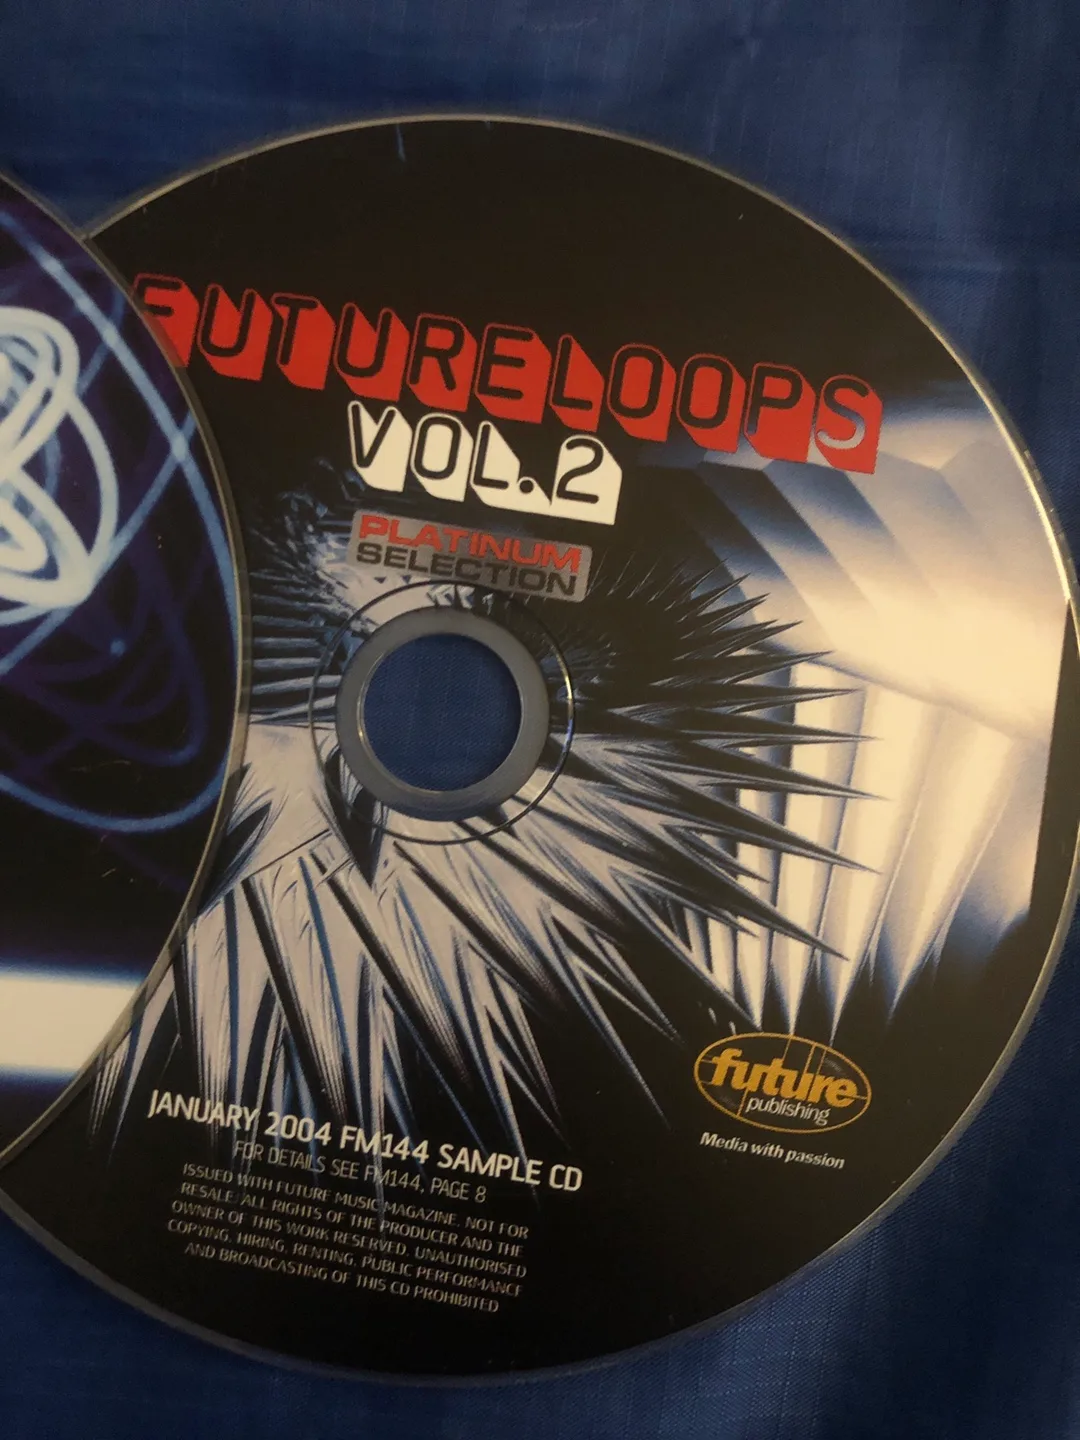 FUTURELOOPS
VOL.2
PLATINUM
SELECTION
future
publishing
Media with passion
JANUARY 2004 FM144 SAMPLE CD
FOR DETAILS SEE FM144, PAGE 8
ISSUED WITH FUTURE MUSIC MAGAZINE. NOT FOR
RESALE. ALL RIGHTS OF THE PRODUCER AND THE
OWNER OF THIS WORK RESERVED. UNAUTHORISED
COPYING, HIRING, RENTING, PUBLIC PERFORMANCE
AND BROADCASTING OF THIS CD PROHIBITED